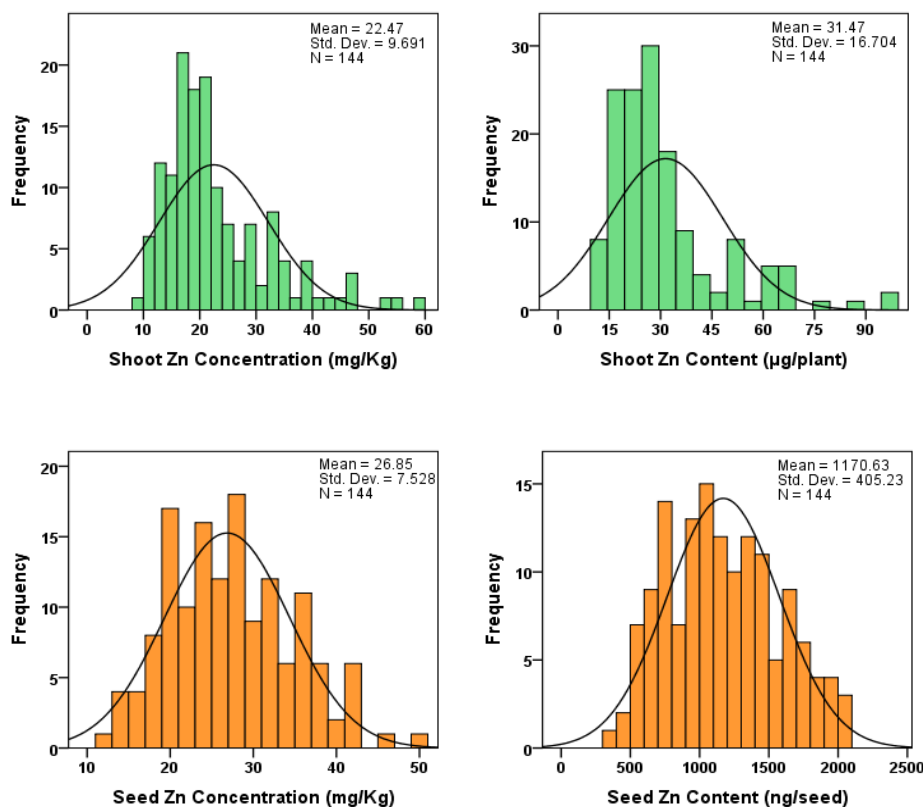 Mean = 22.47
Std. Dev. = 9.691
N = 144
20
15
10
5
0
Frequency
0 10 20 30 40 50 60
Shoot Zn Concentration (mg/Kg)
Mean = 31.47
Std. Dev. = 16.704
N = 144
30
20
10
0
Frequency
0 15 30 45 60 75 90
Shoot Zn Content (µg/plant)
Mean = 26.85
Std. Dev. = 7.528
N = 144
20
15
10
5
0
Frequency
10 20 30 40 50
Seed Zn Concentration (mg/Kg)
Mean = 1170.63
Std. Dev. = 405.23
N = 144
15
10
5
0
Frequency
0 500 1000 1500 2000 2500
Seed Zn Content (ng/seed)